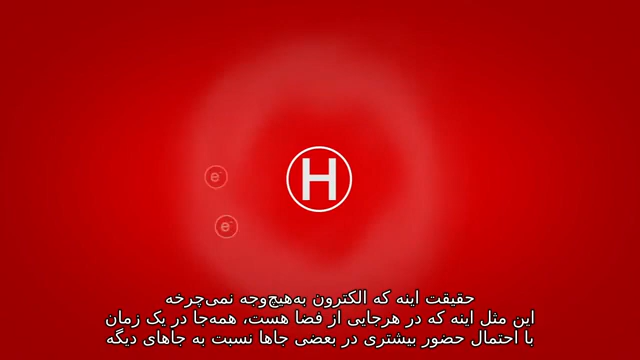 H
e-
e-
حقیقت اینه که الکترون به‌هیچ‌وجه نمی‌چرخه
این مثل اینه که در هرجایی از فضا هست، همه‌جا در یک زمان
با احتمال حضور بیشتری در بعضی جاها نسبت به جاهای دیگه